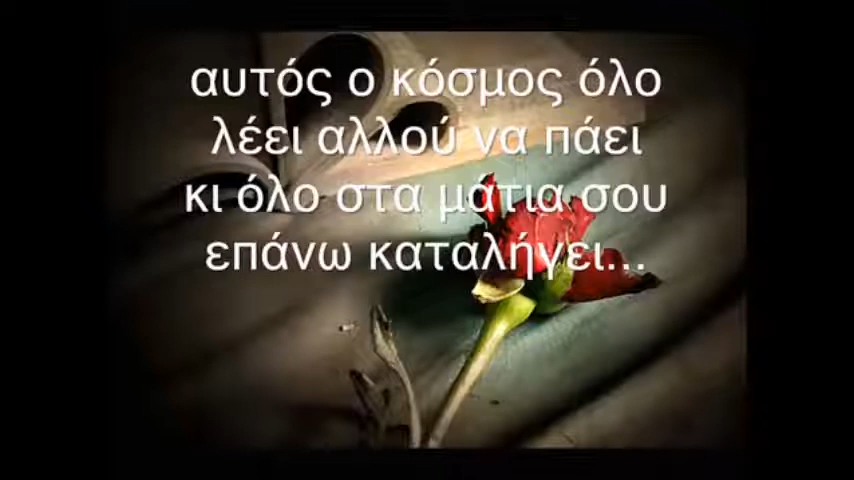 αυτός ο κόσμος όλο
λέει αλλού να πάει
κι όλο στα μάτια σου
επάνω καταλήγει...